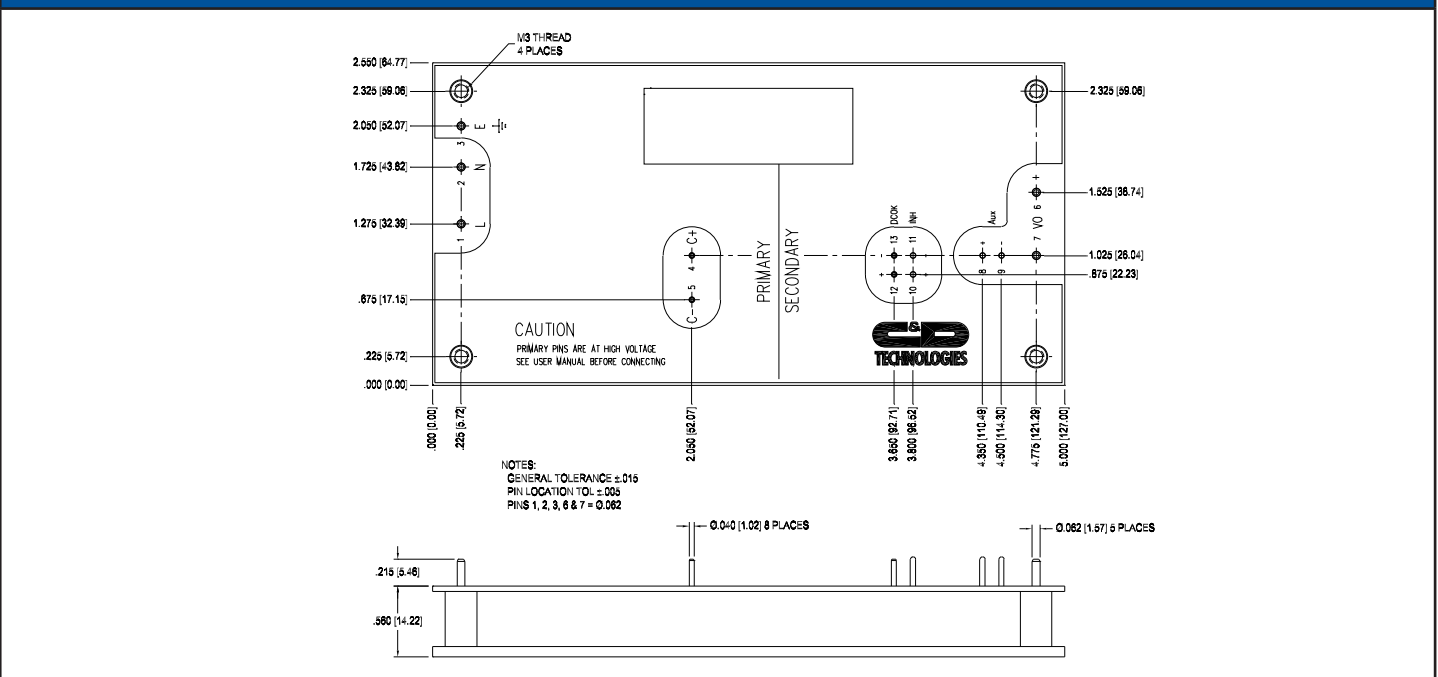 M3 THREAD
4 PLACES
2.550 [64.77]
2.325 [59.06]
2.325 [59.06]
2.050 [52.07]
E
3
1.725 [43.82]
N
2
1.275 [32.39]
L
1
+
1.525 [38.74]
6
VO
7
Aux
+
-
8
9
1.025 [26.04]
.875 [22.23]
DCOK
INH
-
13
11
-
+
12
10
+
C+
4
5
C-
PRIMARY
SECONDARY
.675 [17.15]
CAUTION
PRIMARY PINS ARE AT HIGH VOLTAGE
SEE USER MANUAL BEFORE CONNECTING
C&D
TECHNOLOGIES
.225 [5.72]
.000 [0.00]
.000 [0.00]
.225 [5.72]
2.050 [52.07]
3.650 [92.71]
3.800 [96.52]
4.350 [110.49]
4.500 [114.30]
4.775 [121.29]
5.000 [127.00]
NOTES:
GENERAL TOLERANCE ±.015
PIN LOCATION TOL ±.005
PINS 1, 2, 3, 6 & 7 = Ø.062
Ø.040 [1.02] 8 PLACES
Ø.062 [1.57] 5 PLACES
.215 [5.46]
.560 [14.22]